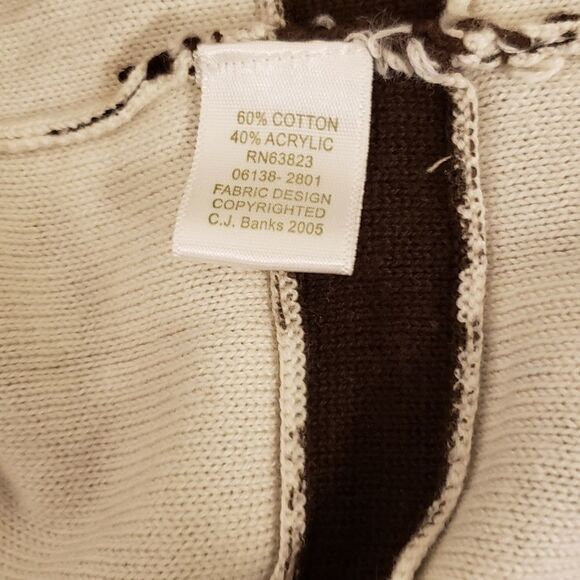 60% COTTON
40% ACRYLIC
RN63823
06138- 2801
FABRIC DESIGN
COPYRIGHTED
C.J. Banks 2005